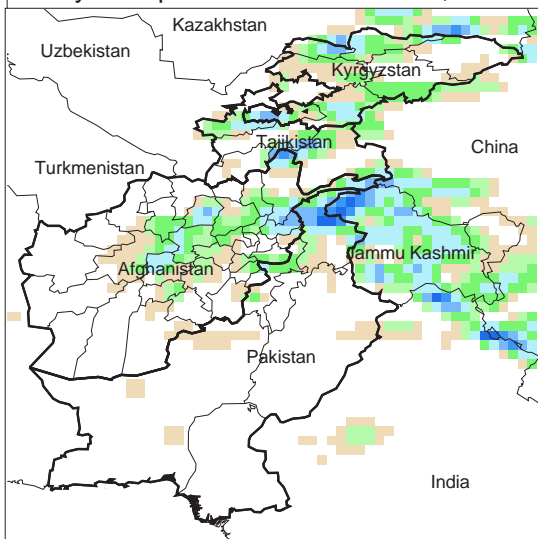 Kazakhstan
Uzbekistan
Kyrgyzstan
Tajikistan
China
Turkmenistan
Jammu Kashmir
Afghanistan
Pakistan
India